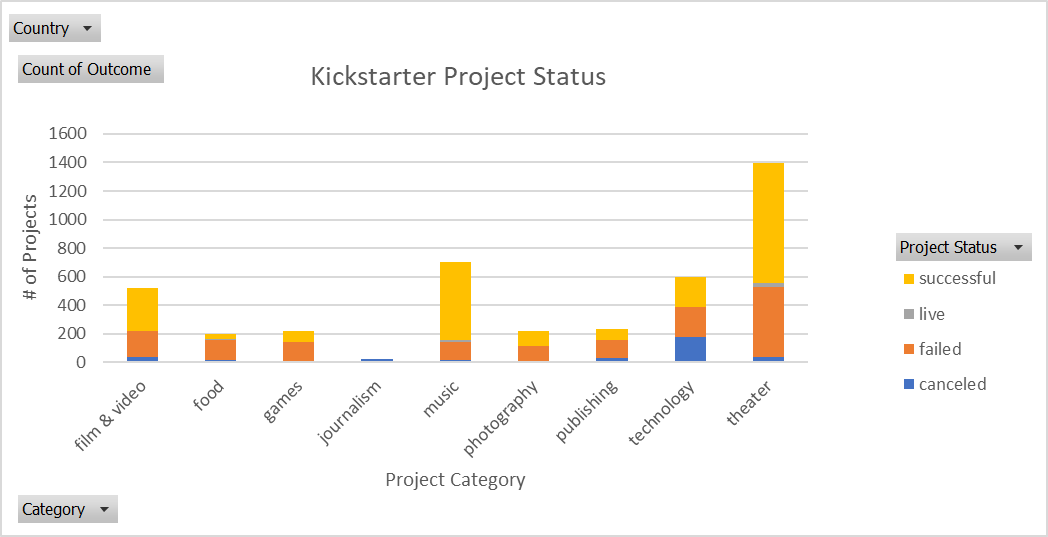 Country
Count of Outcome
Kickstarter Project Status
1600
1400
1200
1000
800
600
400
200
0
# of Projects
film & video
food
games
journalism
music
photography
publishing
technology
theater
Project Category
Project Status
successful
live
failed
canceled
Category